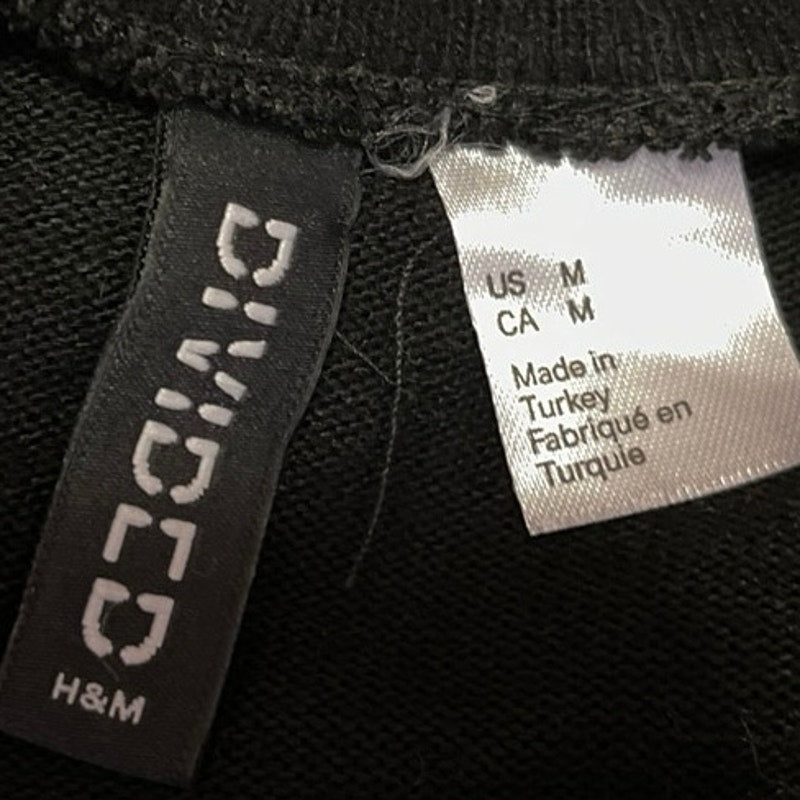 DIVIDED
H&M
US M
CA M
Made in
Turkey
Fabriqué en
Turquie